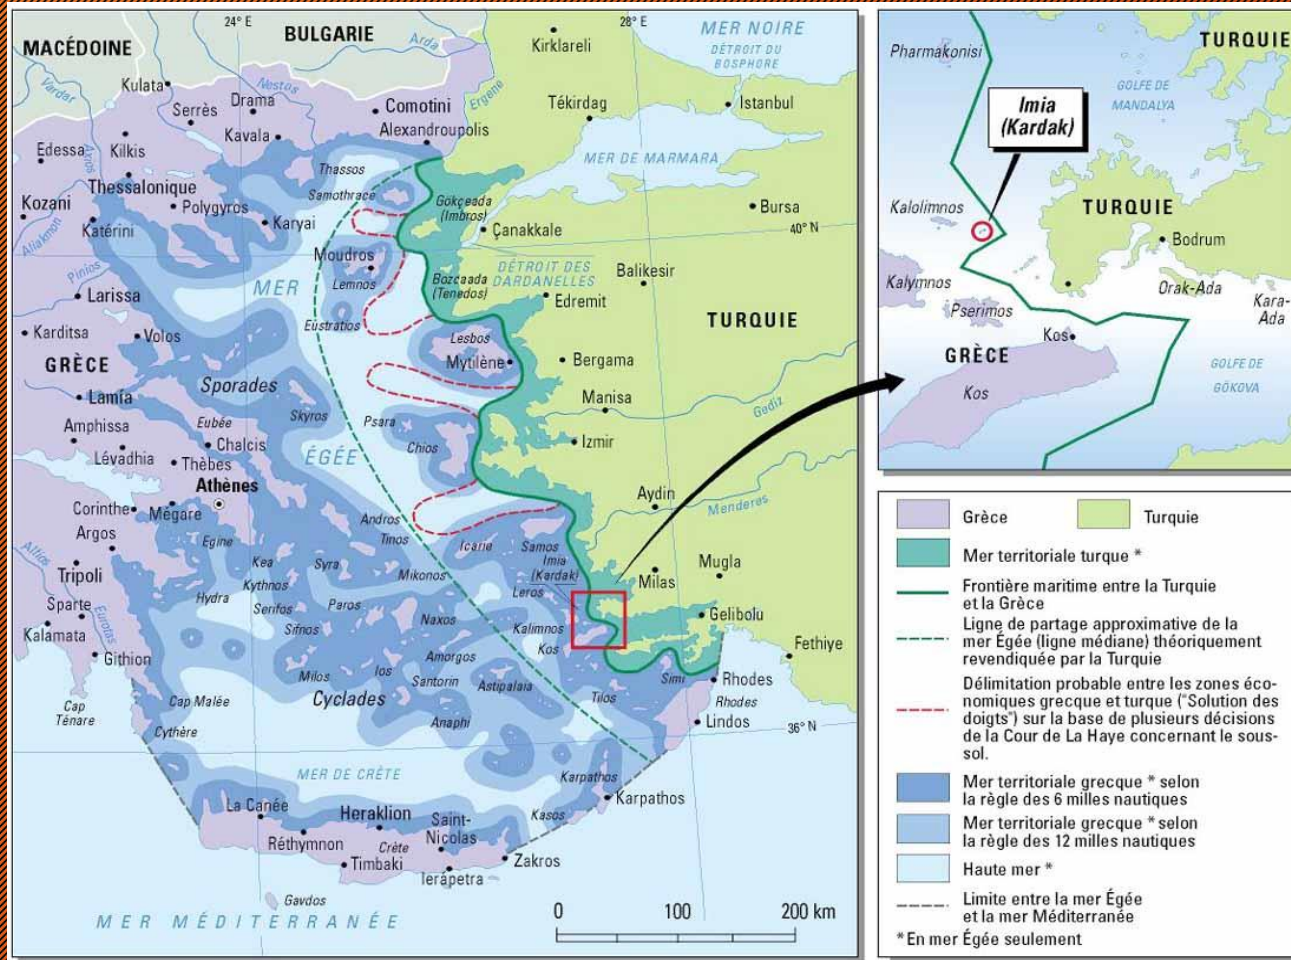 24° E
28° E
MACÉDOINE
BULGARIE
MER NOIRE
DÉTROIT DU
BOSPHORE
Kirklareli
Arda
Ergene
Vardar
Kulata
Nestos
Serrès
Drama
Comotini
Tékirdag
Istanbul
Kavala
Alexandroupolis
Edessa
Kilkis
Axios
MER DE MARMARA
Thassos
Thessalonique
Samothrace
Gökçeada
(Imbros)
Kozani
Polygyros
Bursa
Aliakmon
Katérini
Karyai
Çanakkale
40° N
Moudros
Pinios
DÉTROIT DES
DARDANELLES
Balikesir
MER
Lemnos
Bozcaada
(Tenedos)
Larissa
Edremit
Eüstratios
Karditsa
Volos
TURQUIE
Lesbos
GRÈCE
Mytilène
Bergama
Sporades
Lamía
Manisa
Skyros
Psara
Gediz
Eubée
Amphissa
Chalcis
Chios
Izmir
Lévadhia
ÉGÉE
Thèbes
Athènes
Aydin
Corinthe
Mégare
Menderes
Andros
Argos
Egine
Tinos
Icarie
Samos
Kea
Imia
(Kardak)
Alfios
Syra
Mugla
Tripoli
Kythnos
Mikonos
Milas
Leros
Hydra
Serifos
Paros
Sparte
Naxos
Gelibolu
Eurotas
Sifnos
Kalimnos
Kalamata
Kos
Fethiye
Amorgos
Githion
Milos
Ios
Santorin
Simi
Rhodes
Cap
Ténare
Cap Malée
Cyclades
Astipalaia
Tilos
Rhodes
Anaphi
Lindos
Cythère
36° N
MER DE CRÈTE
Karpathos
Karpathos
La Canée
Heraklion
Saint-
Nicolas
Kasos
Réthymnon
Crète
Timbaki
Zakros
Ierápetra
Gavdos
MER MÉDITERRANÉE
0
100
200 km
Pharmakonisi
TURQUIE
GOLFE DE
MANDALYA
Imia
(Kardak)
Kalolimnos
TURQUIE
Bodrum
Kalymnos
Orak-Ada
Kara-
Ada
Pserimos
Kos
GRÈCE
GOLFE DE
GÖKOVA
Kos
Grèce
Turquie
Mer territoriale turque *
Frontière maritime entre la Turquie
et la Grèce
Ligne de partage approximative de la
mer Égée (ligne médiane) théoriquement
revendiquée par la Turquie
Délimitation probable entre les zones éco-
nomiques grecque et turque ("Solution des
doigts") sur la base de plusieurs décisions
de la Cour de La Haye concernant le sous-
sol.
Mer territoriale grecque * selon
la règle des 6 milles nautiques
Mer territoriale grecque * selon
la règle des 12 milles nautiques
Haute mer *
Limite entre la mer Égée
et la mer Méditerranée
* En mer Égée seulement